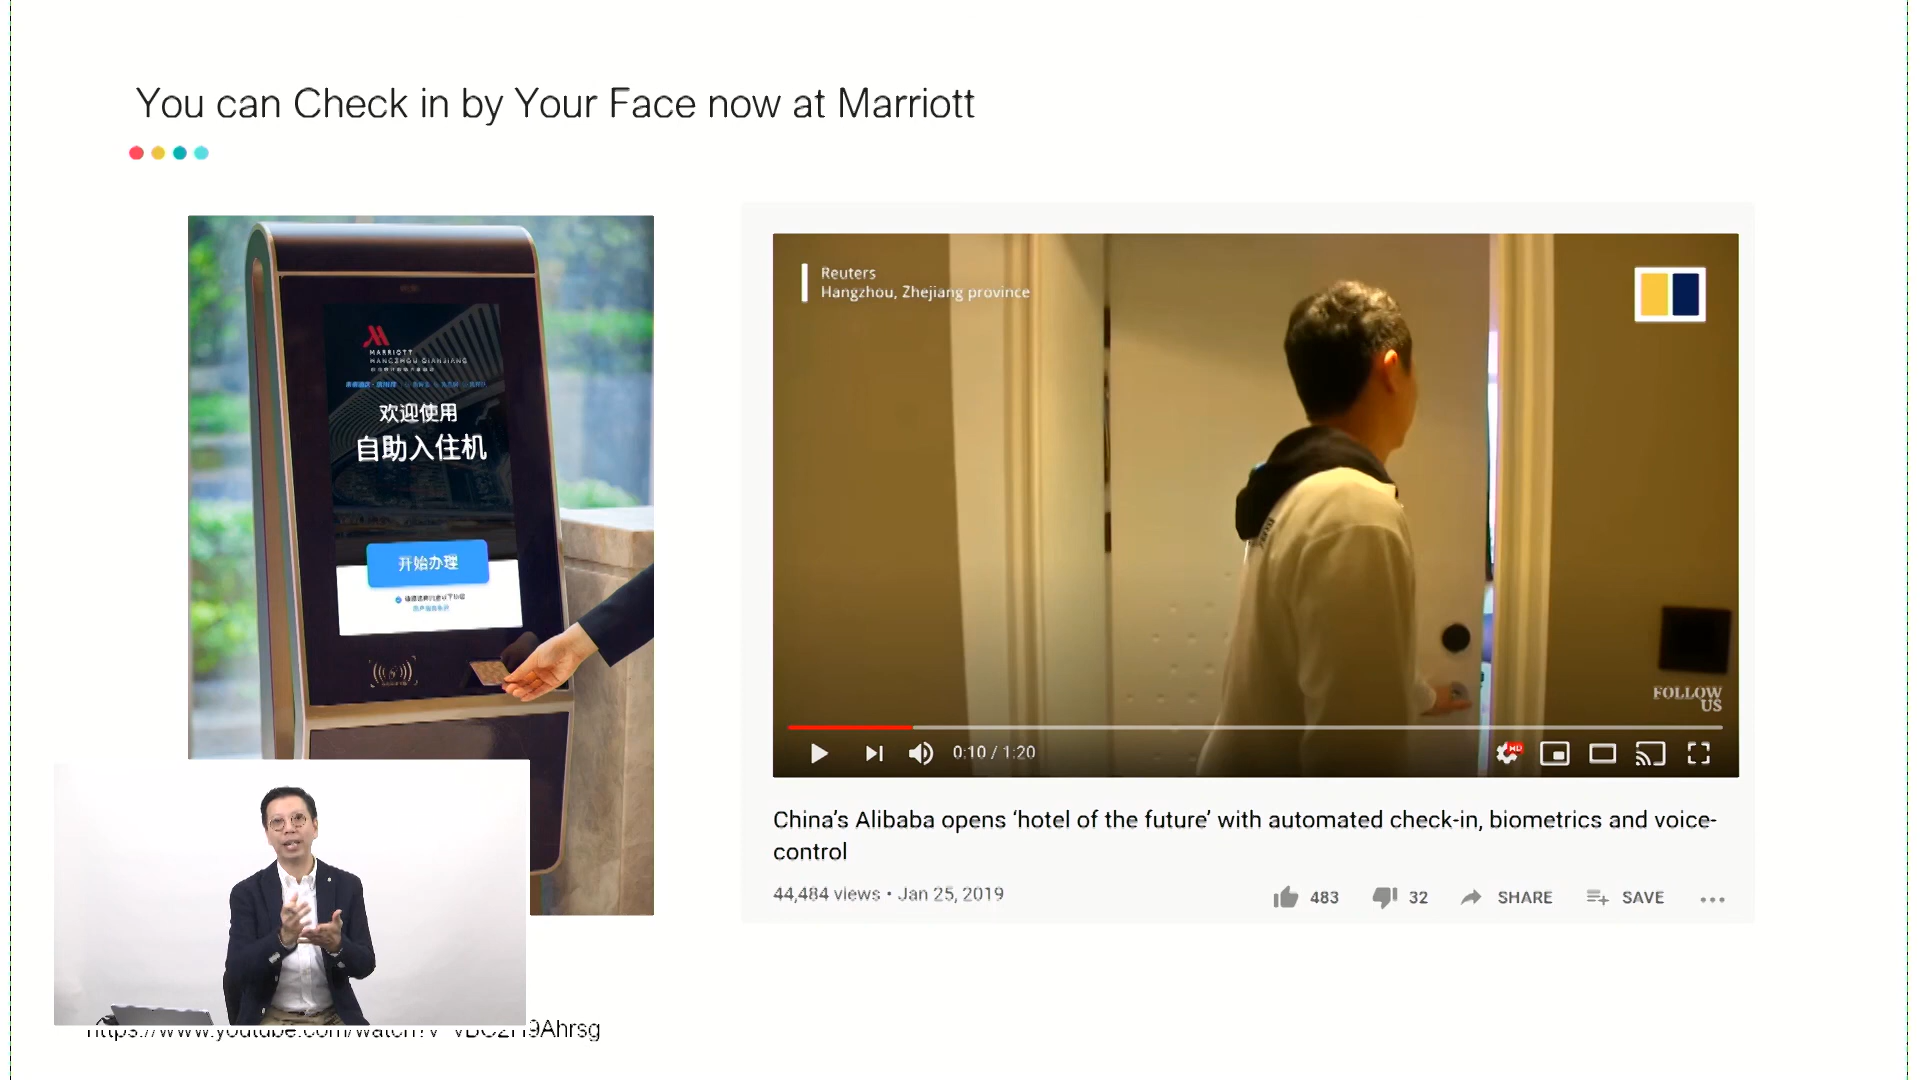 You can Check in by Your Face now at Marriott
MARRIOTT
HANGZHOU QIANJIANG
欢迎使用
自助入住机
开始办理
Reuters
Hangzhou, Zhejiang province
FOLLOW
US
0:10 / 1:20
HD
China’s Alibaba opens ‘hotel of the future’ with automated check-in, biometrics and voice-
control
44,484 views • Jan 25, 2019
483
32
SHARE
SAVE